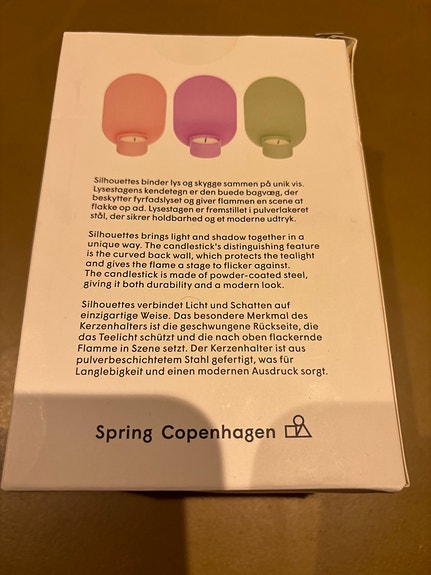 Silhouettes binder lys og skygge sammen på unik vis.
Lysestagens kendetegn er den buede bagvæg, der
beskytter fyrfadslyset og giver flammen en scene at
flakke op ad. Lysestagen er fremstillet i pulverlakeret
stål, der sikrer holdbarhed og et moderne udtryk.
Silhouettes brings light and shadow together in a
unique way. The candlestick's distinguishing feature
is the curved back wall, which protects the tealight
and gives the flame a stage to flicker against.
The candlestick is made of powder-coated steel,
giving it both durability and a modern look.
Silhouettes verbindet Licht und Schatten auf
einzigartige Weise. Das besondere Merkmal des
Kerzenhalters ist die geschwungene Rückseite, die
das Teelicht schützt und die nach oben flackernde
Flamme in Szene setzt. Der Kerzenhalter ist aus
pulverbeschichtetem Stahl gefertigt, was für
Langlebigkeit und einen modernen Ausdruck sorgt.
Spring Copenhagen